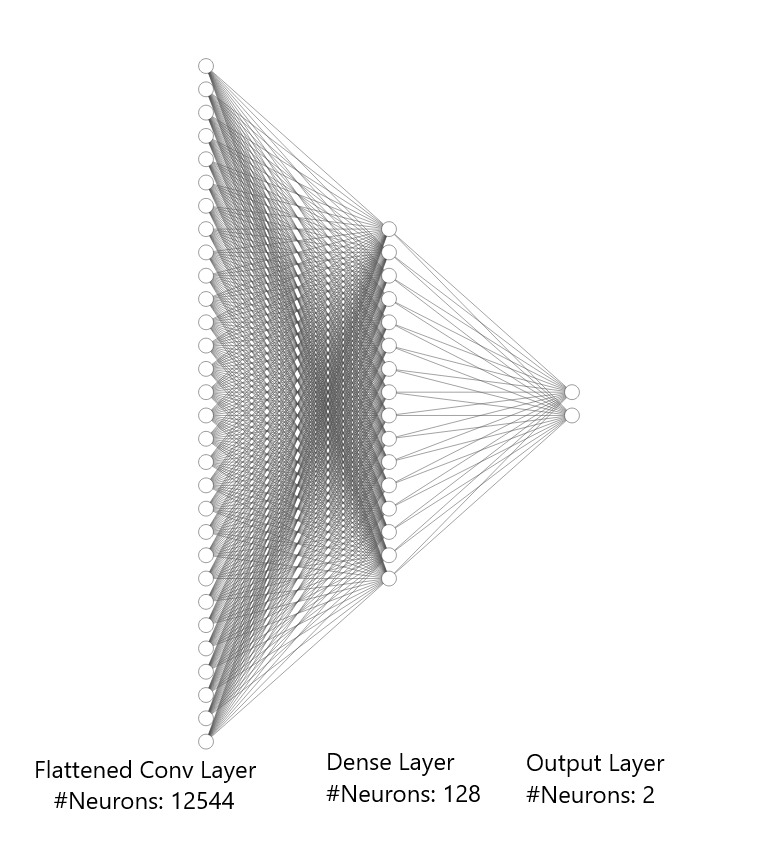 Flattened Conv Layer
#Neurons: 12544
Dense Layer
#Neurons: 128
Output Layer
#Neurons: 2